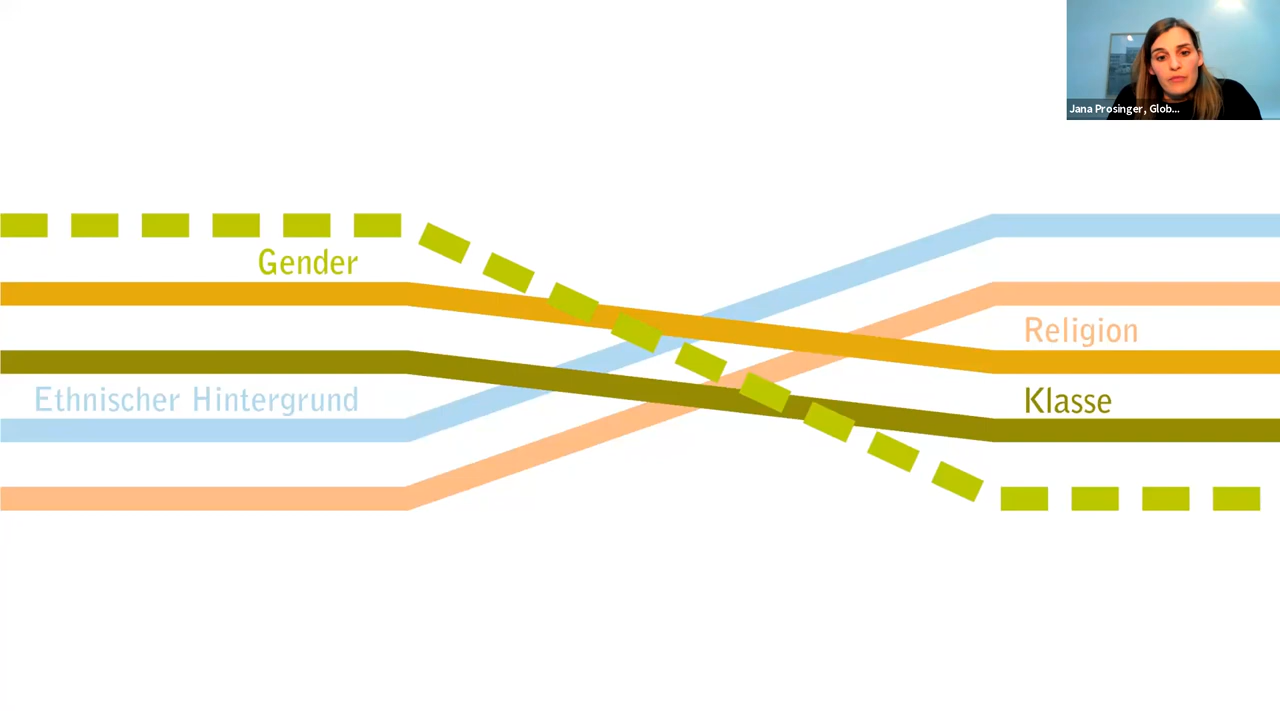 Jana Prosinger, Glob...
Gender
Religion
Ethnischer Hintergrund
Klasse